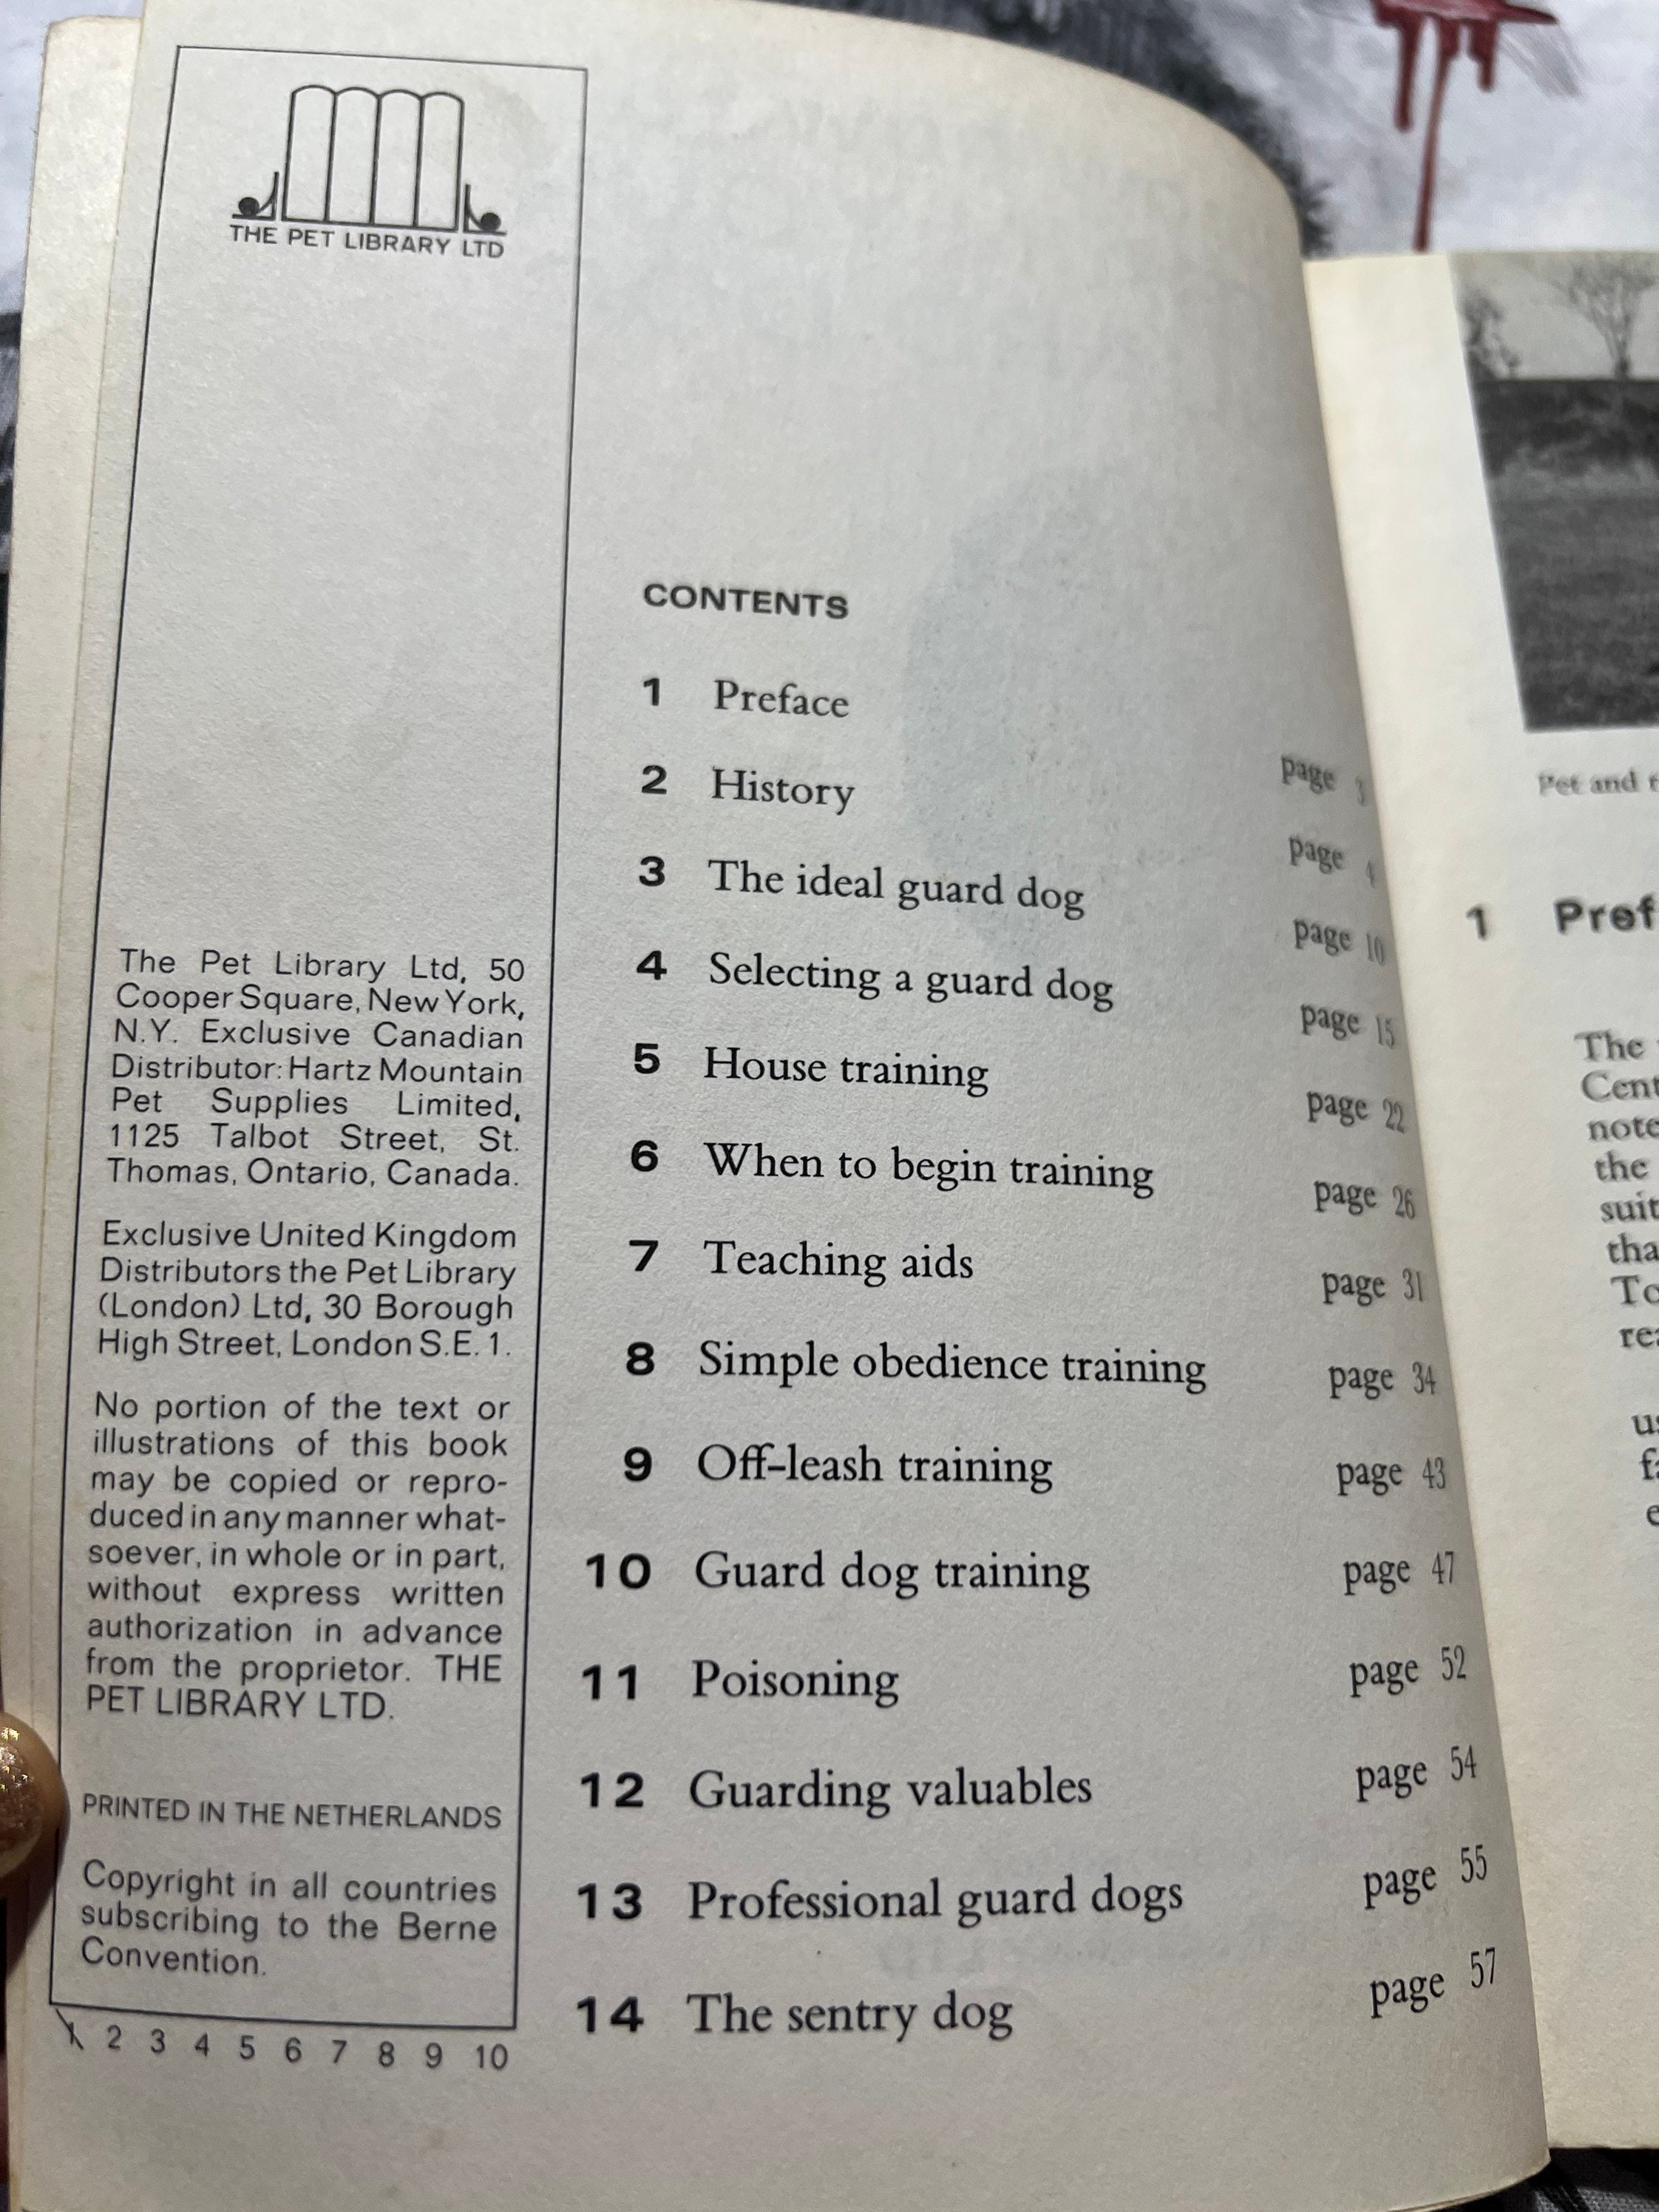 THE PET LIBRARY LTD
The Pet Library Ltd, 50
Cooper Square, New York,
N.Y. Exclusive Canadian
Distributor: Hartz Mountain
Pet Supplies Limited,
1125 Talbot Street, St.
Thomas, Ontario, Canada.
Exclusive United Kingdom
Distributors the Pet Library
(London) Ltd, 30 Borough
High Street, London S.E.1.
No portion of the text or
illustrations of this book
may be copied or repro-
duced in any manner what-
soever, in whole or in part,
without express written
authorization in advance
from the proprietor. THE
PET LIBRARY LTD.
PRINTED IN THE NETHERLANDS
Copyright in all countries
subscribing to the Berne
Convention.
1 2 3 4 5 6 7 8 9 10
CONTENTS
1 Preface page 3
2 History page 4
3 The ideal guard dog page 10
4 Selecting a guard dog page 15
5 House training page 22
6 When to begin training page 26
7 Teaching aids page 31
8 Simple obedience training page 34
9 Off-leash training page 43
10 Guard dog training page 47
11 Poisoning page 52
12 Guarding valuables page 54
13 Professional guard dogs page 55
14 The sentry dog page 57
Pet and
1 Pref
The
Cent
note
the
suit
tha
To
rea
us
fa
e